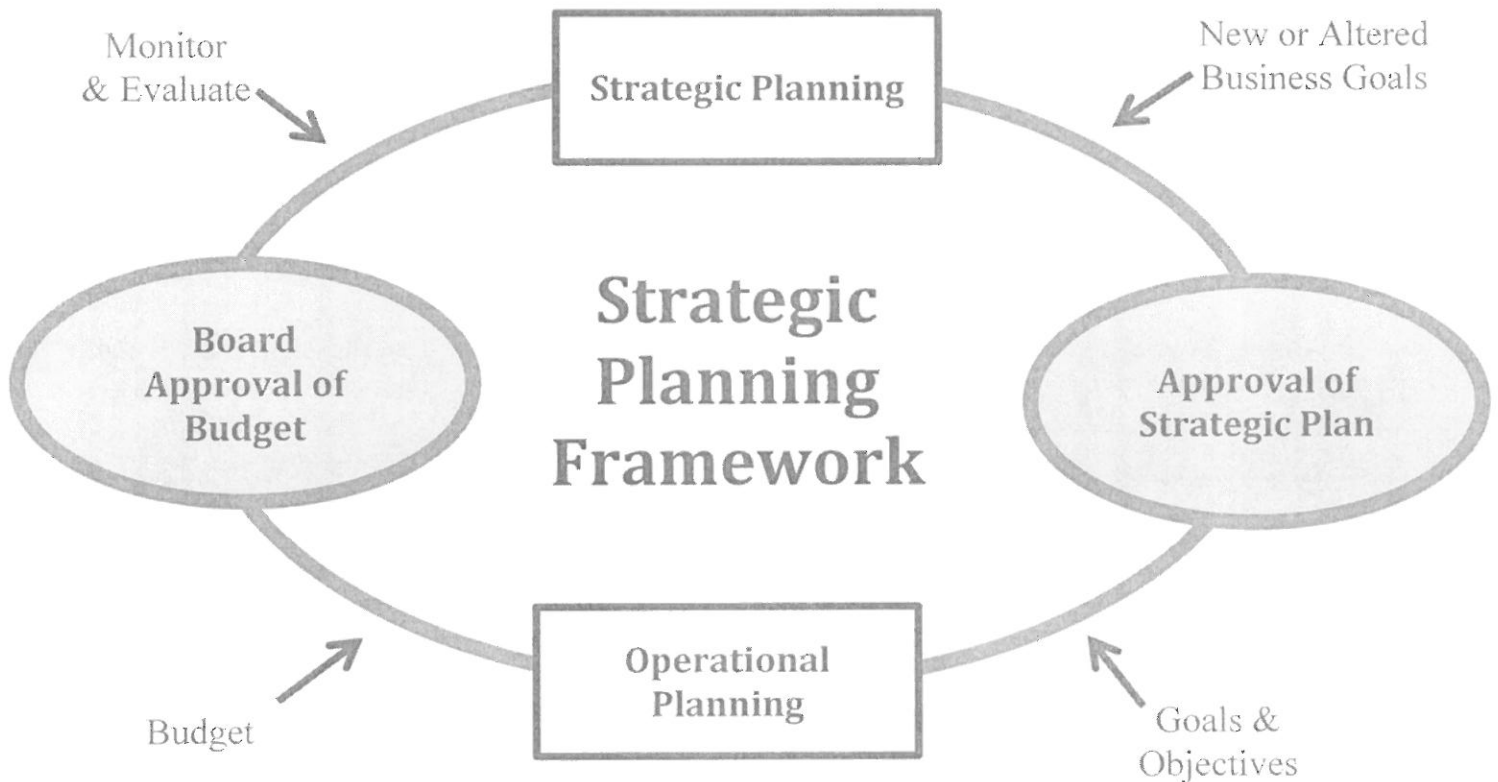 Monitor
& Evaluate
Strategic Planning
New or Altered
Business Goals
Board
Approval of
Budget
Strategic
Planning
Framework
Approval of
Strategic Plan
Budget
Operational
Planning
Goals &
Objectives